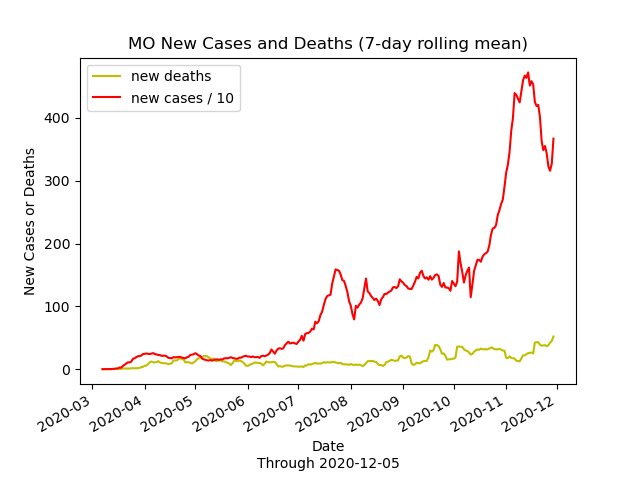 MO New Cases and Deaths (7-day rolling mean)
new deaths
new cases / 10
New Cases or Deaths
400
300
200
100
0
2020-03
2020-04
2020-05
2020-06
2020-07
2020-08
2020-09
2020-10
2020-11
2020-12
Date
Through 2020-12-05